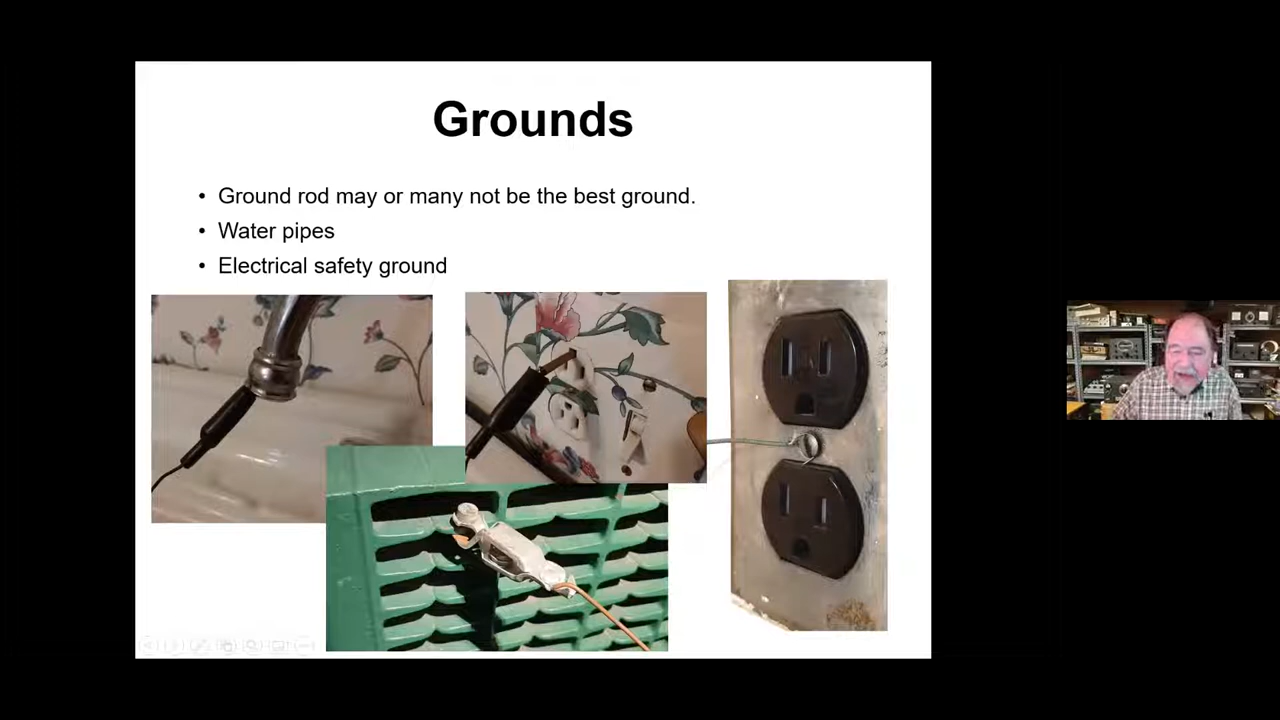 Grounds
• Ground rod may or many not be the best ground.
• Water pipes
• Electrical safety ground